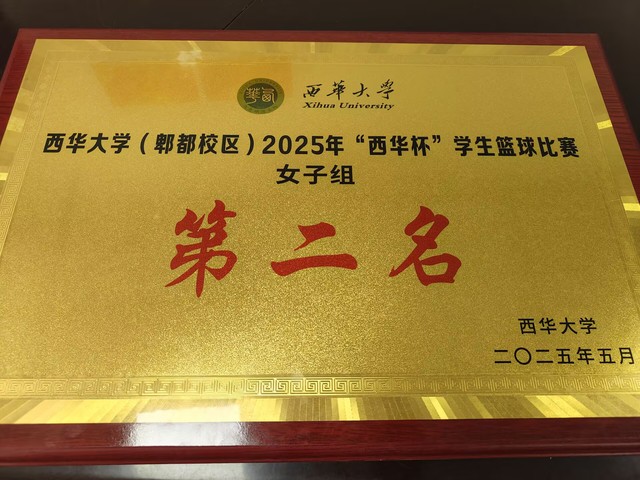 西华大学
Xihua University
西华大学（郫都校区）2025年“西华杯”学生篮球比赛
女子组
第二名
西华大学
二〇二五年五月